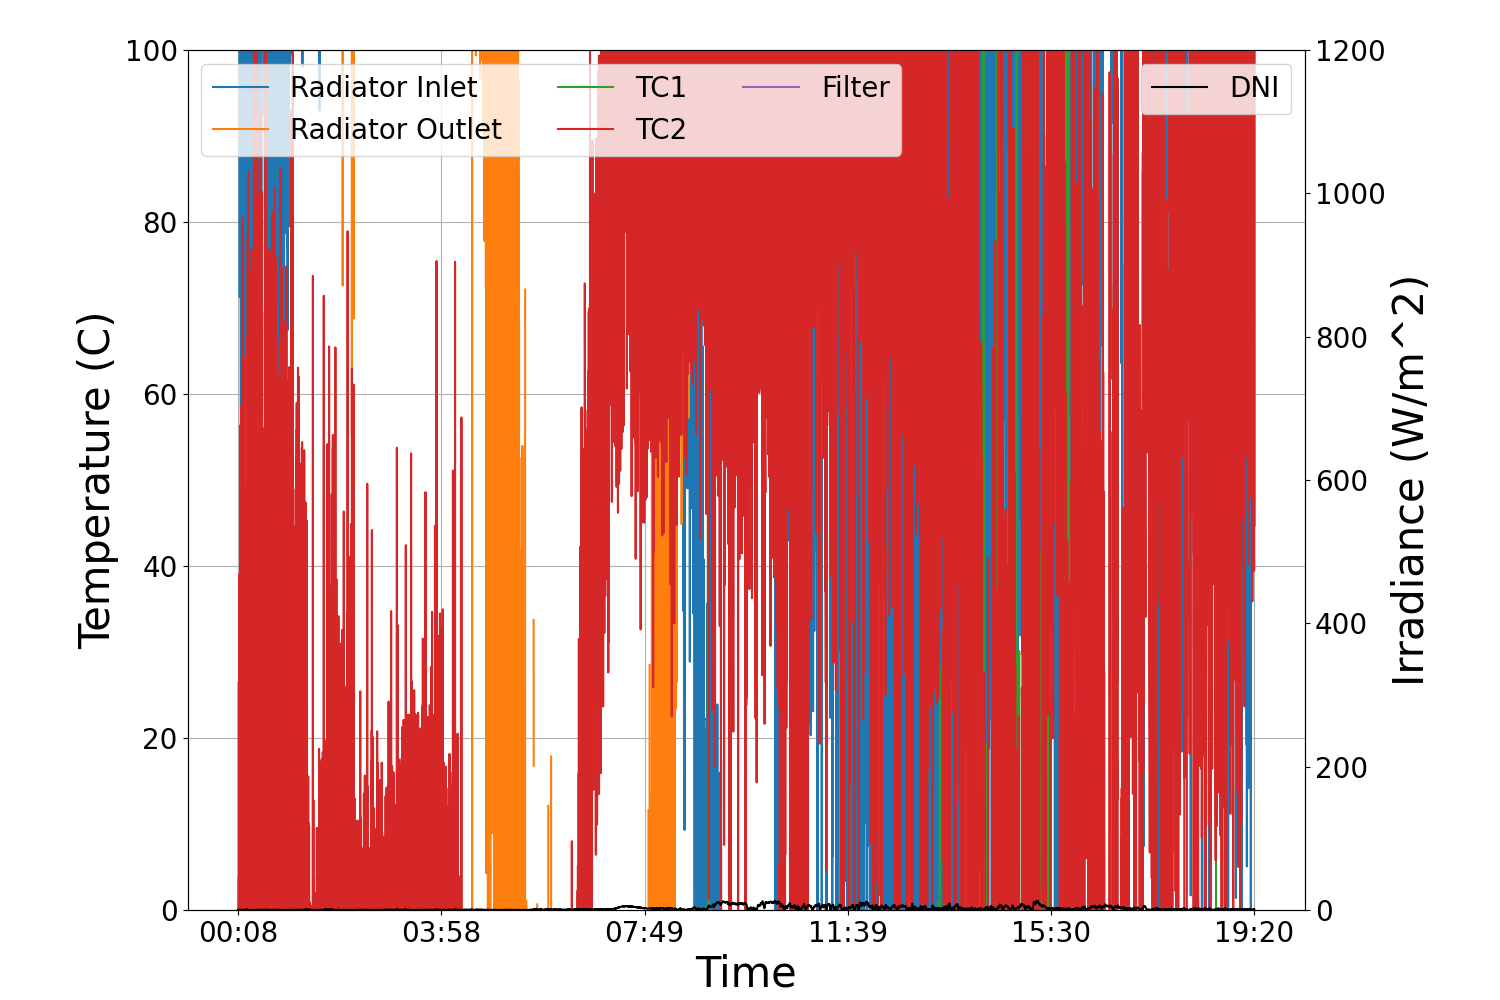 100
80
60
40
20
0
Temperature (C)
Radiator Inlet
Radiator Outlet
TC1
TC2
Filter
DNI
1200
1000
800
600
400
200
0
Irradiance (W/m^2)
00:08
03:58
07:49
11:39
15:30
19:20
Time